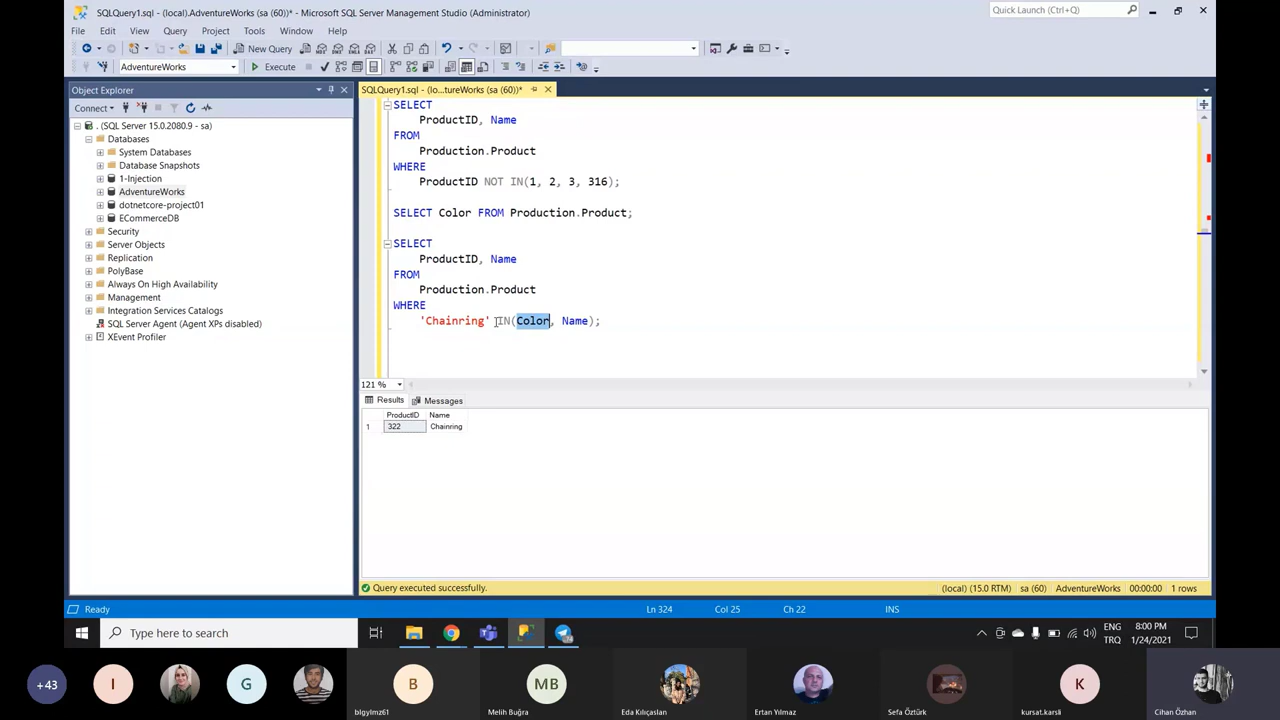 SQLQuery1.sql - (local).AdventureWorks (sa (60))* - Microsoft SQL Server Management Studio (Administrator)
Quick Launch (Ctrl+Q)
File Edit View Query Project Tools Window Help
New Query
AdventureWorks
Execute
Object Explorer
SQLQuery1.sql - (lo...tureWorks (sa (60))*
Connect
. (SQL Server 15.0.2080.9 - sa)
Databases
System Databases
Database Snapshots
1-Injection
AdventureWorks
dotnetcore-project01
ECommerceDB
Security
Server Objects
Replication
PolyBase
Always On High Availability
Management
Integration Services Catalogs
SQL Server Agent (Agent XPs disabled)
XEvent Profiler
SELECT
ProductID, Name
FROM
Production.Product
WHERE
ProductID NOT IN(1, 2, 3, 316);
SELECT Color FROM Production.Product;
SELECT
ProductID, Name
FROM
Production.Product
WHERE
'Chainring' IN(Color, Name);
121 %
Results Messages
ProductID Name
1 322 Chainring
Query executed successfully.
(local) (15.0 RTM) sa (60) AdventureWorks 00:00:00 1 rows
Ready
Ln 324 Col 25 Ch 22 INS
Type here to search
ENG
TRQ
8:00 PM
1/24/2021
+43
I
G
B
MB
K
blgylmz61 Melih Buğra Eda Kılıçaslan Ertan Yılmaz Sefa Öztürk kursat.karsli Cihan Özhan